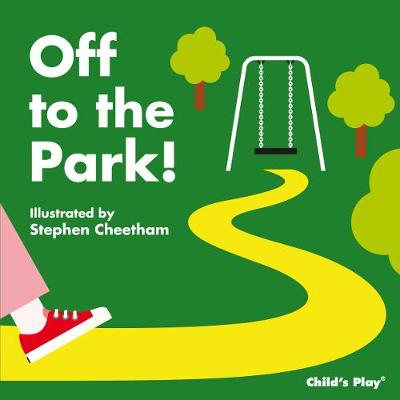 Off
to the
Park!
Illustrated by
Stephen Cheetham
Child's Play®